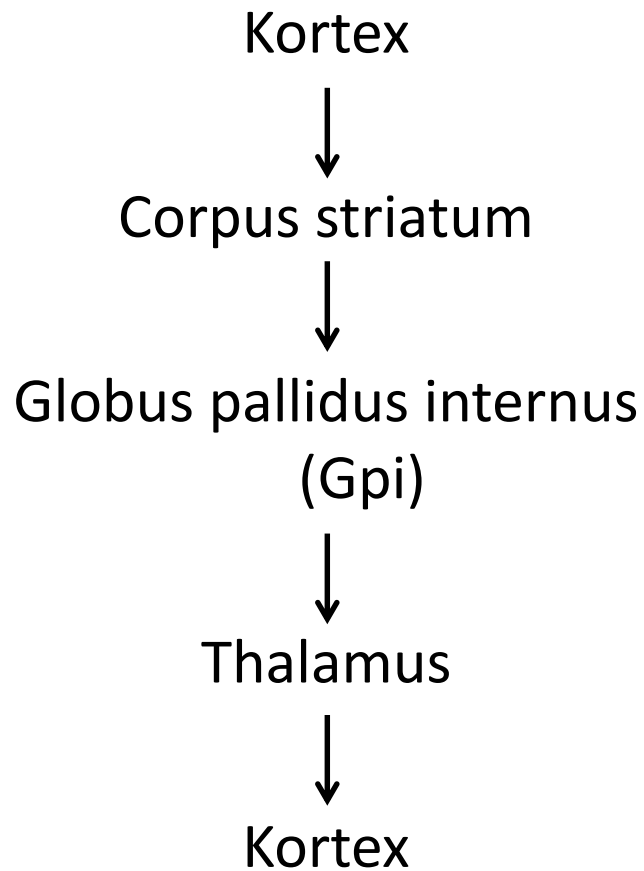 Kortex
Corpus striatum
Globus pallidus internus
(Gpi)
Thalamus
Kortex